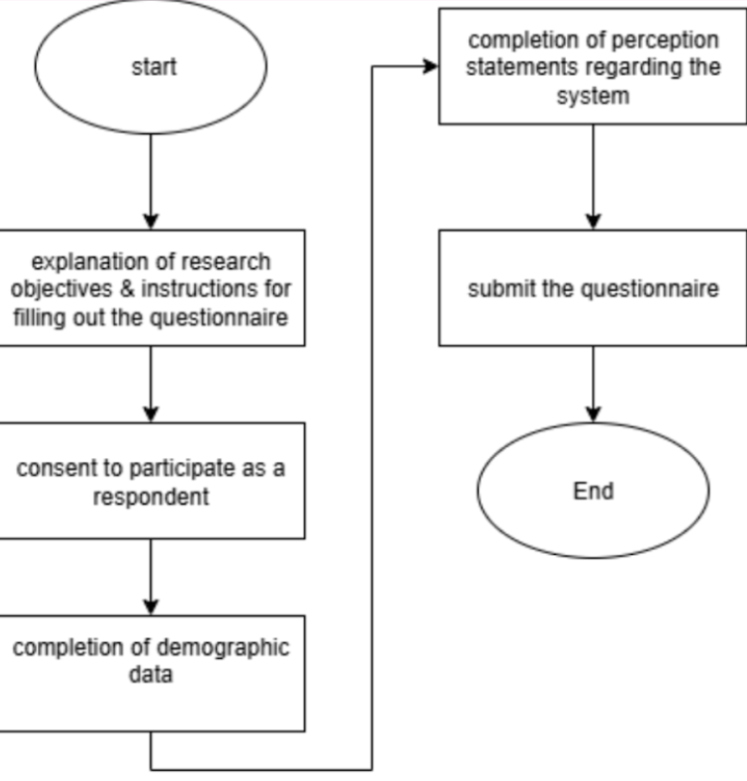 start
explanation of research
objectives & instructions for
filling out the questionnaire
consent to participate as a
respondent
completion of demographic
data
completion of perception
statements regarding the
system
submit the questionnaire
End